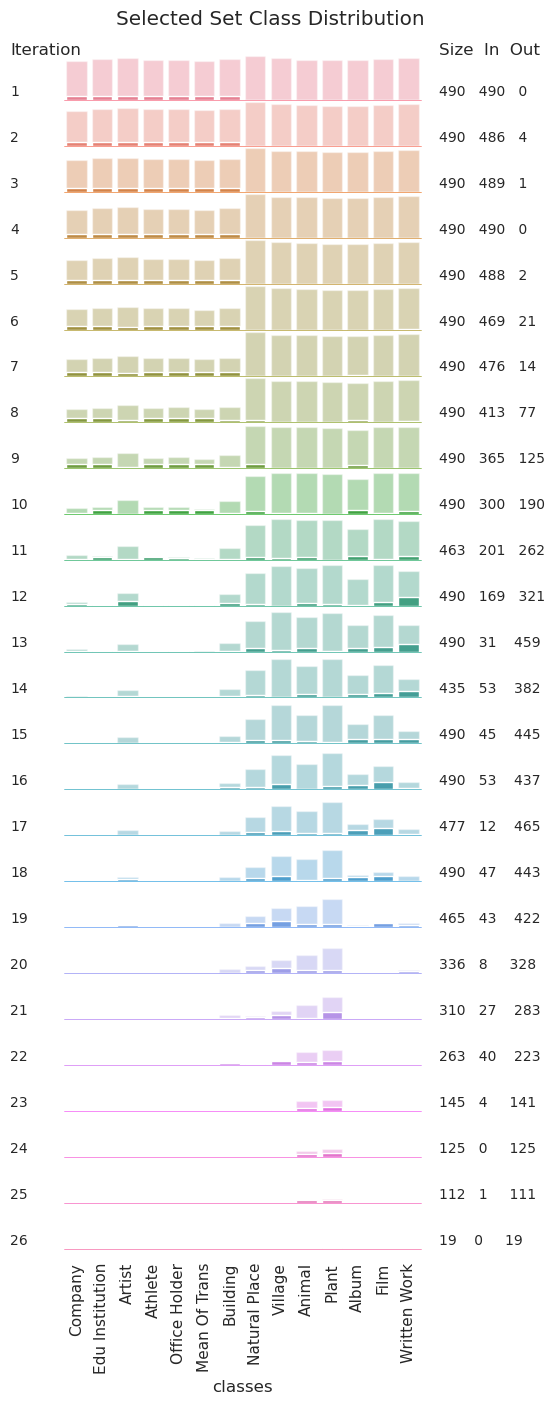 Selected Set Class Distribution
Iteration Size In Out
1 490 490 0
2 490 486 4
3 490 489 1
4 490 490 0
5 490 488 2
6 490 469 21
7 490 476 14
8 490 413 77
9 490 365 125
10 490 300 190
11 463 201 262
12 490 169 321
13 490 31 459
14 435 53 382
15 490 45 445
16 490 53 437
17 477 12 465
18 490 47 443
19 465 43 422
20 336 8 328
21 310 27 283
22 263 40 223
23 145 4 141
24 125 0 125
25 112 1 111
26 19 0 19
Company
Edu Institution
Artist
Athlete
Office Holder
Mean Of Trans
Building
Natural Place
Village
Animal
Plant
Album
Film
Written Work
classes